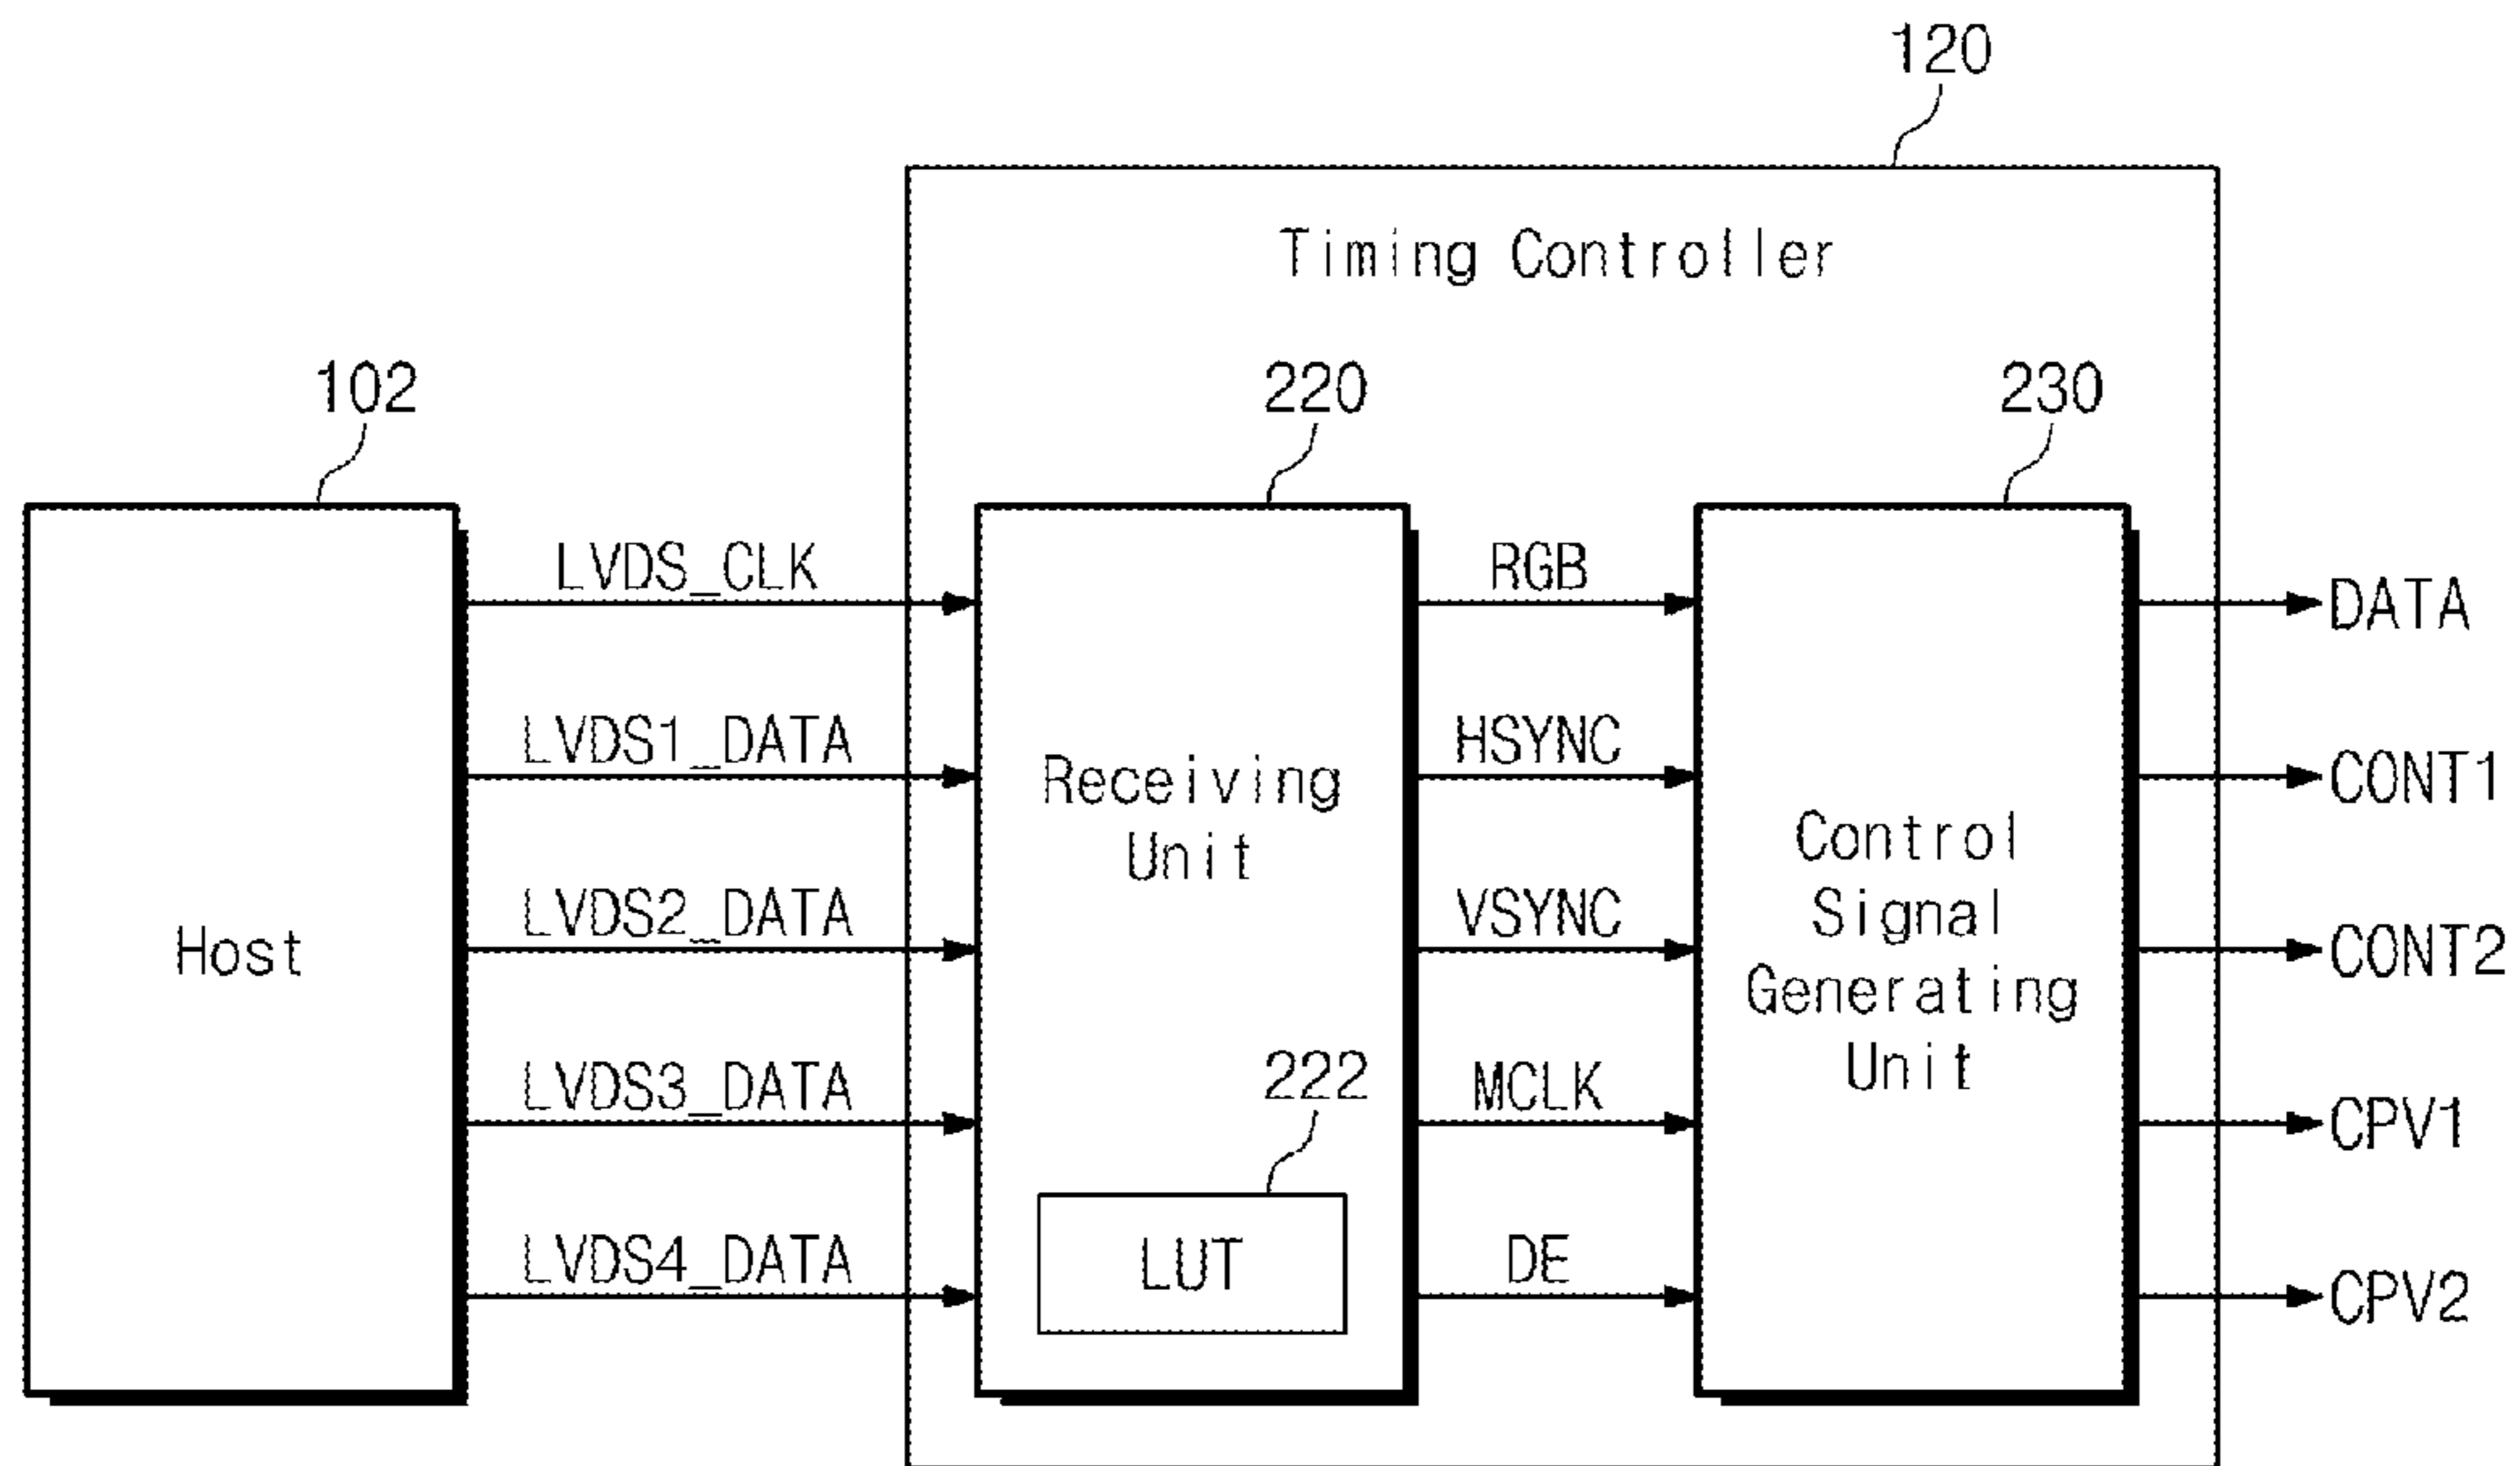 120
Timing Controller
102
220
230
LVDS_CLK
RGB
DATA
LVDS1_DATA
HSYNC
CONT1
Receiving
Unit
Control
Signal
Generating
Unit
Host
LVDS2_DATA
VSYNC
CONT2
222
LVDS3_DATA
MCLK
CPV1
LUT
LVDS4_DATA
DE
CPV2